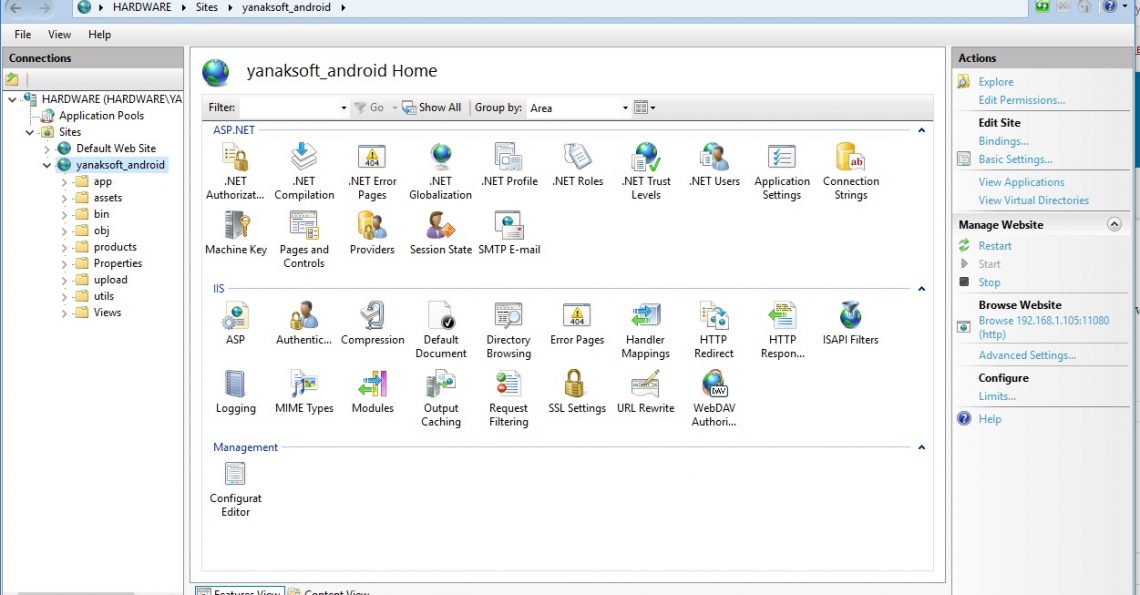 HARDWARE Sites yanaksoft_android
File View Help
Connections
HARDWARE (HARDWARE\YA
Application Pools
Sites
Default Web Site
yanaksoft_android
app
assets
bin
obj
products
Properties
upload
utils
Views
yanaksoft_android Home
Filter: Go Show All Group by: Area
ASP.NET
.NET Authorizat...
.NET Compilation
.NET Error Pages
.NET Globalization
.NET Profile
.NET Roles
.NET Trust Levels
.NET Users
Application Settings
Connection Strings
Machine Key
Pages and Controls
Providers
Session State
SMTP E-mail
IIS
ASP
Authentic...
Compression
Default Document
Directory Browsing
Error Pages
Handler Mappings
HTTP Redirect
HTTP Respon...
ISAPI Filters
Logging
MIME Types
Modules
Output Caching
Request Filtering
SSL Settings
URL Rewrite
WebDAV Authori...
Management
Configurat Editor
Features View Content View
Actions
Explore
Edit Permissions...
Edit Site
Bindings...
Basic Settings...
View Applications
View Virtual Directories
Manage Website
Restart
Start
Stop
Browse Website
Browse 192.168.1.105:11080
(http)
Advanced Settings...
Configure
Limits...
Help